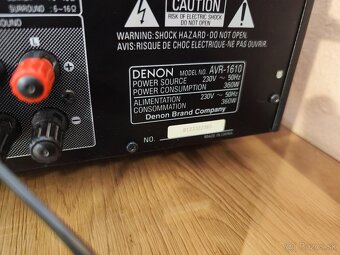 SURROUND : 6~16Ω
CAUTION
RISK OF ELECTRIC SHOCK
DO NOT OPEN
WARNING:SHOCK HAZARD-DO NOT OPEN.
AVIS:RISQUE DE CHOC ELECTRIQUE-NE
L
+
−
DENON MODEL NO. AVR-1610
POWER SOURCE 230V ~ 50Hz
POWER CONSUMPTION 360W
ALIMENTATION 230V ~ 50Hz
CONSOMMATION 360W
Denon Brand Company
NO.